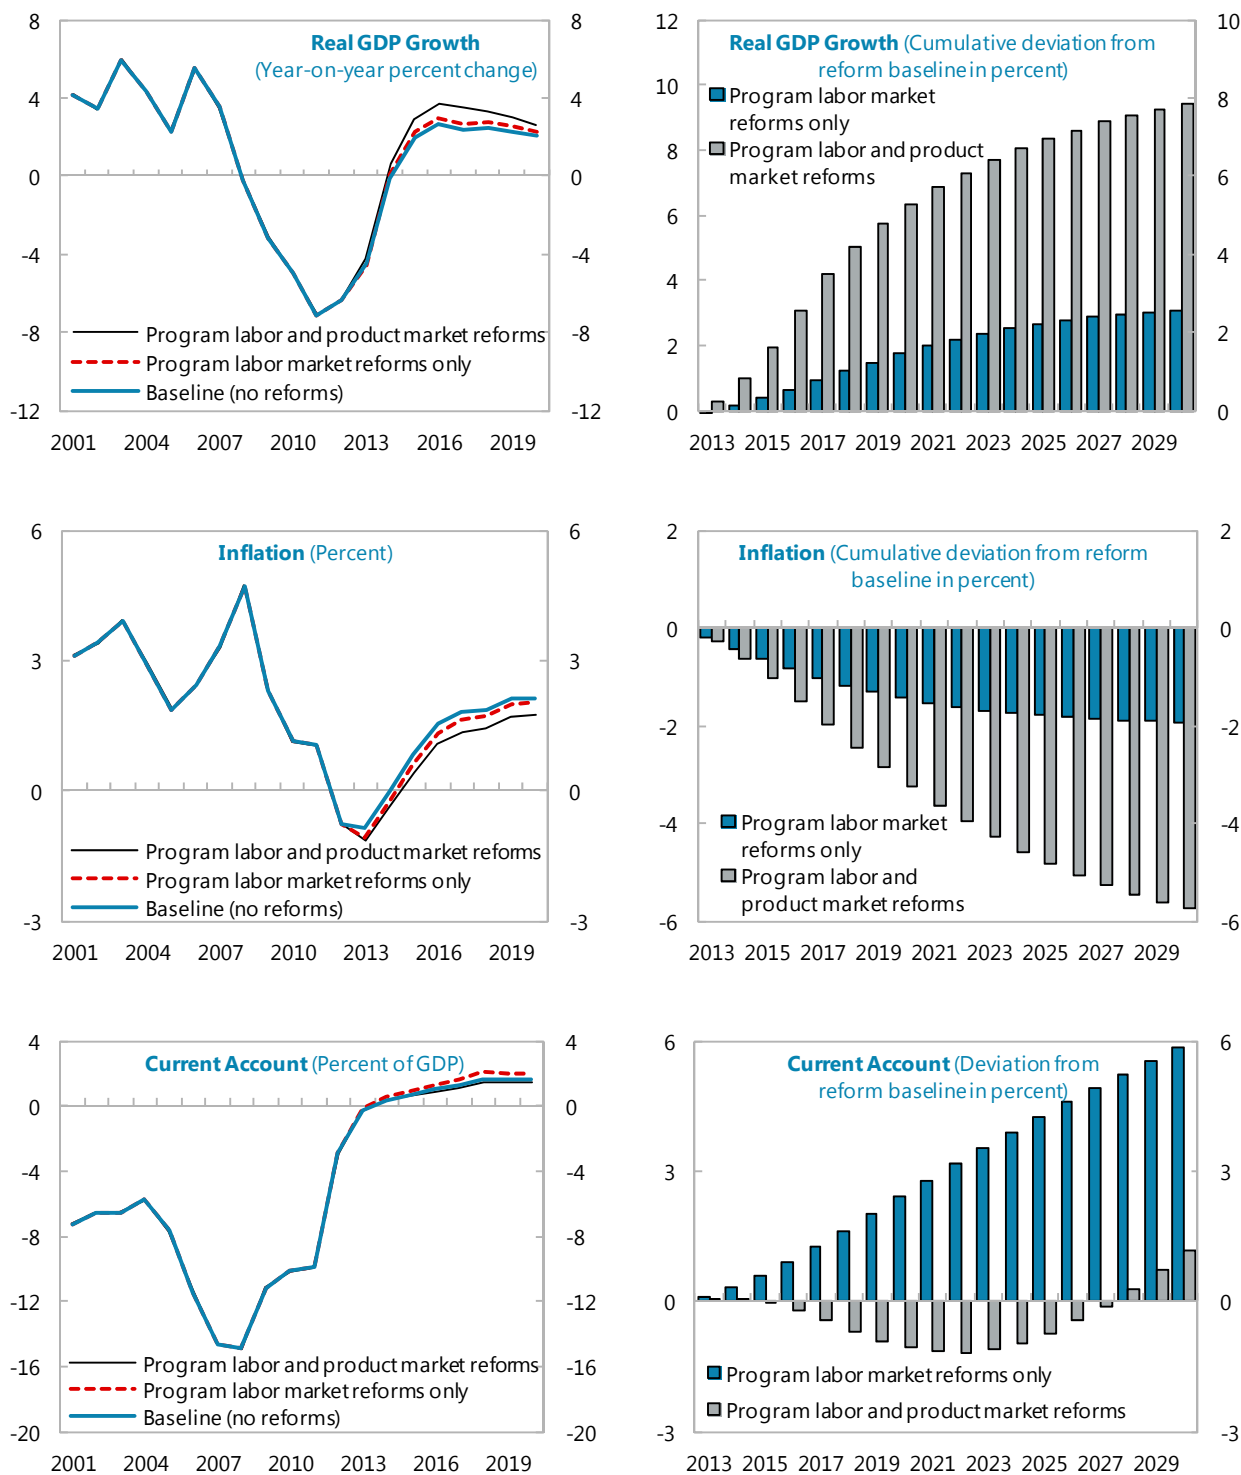 8
4
0
-4
-8
-12
8
4
0
-4
-8
-12
Real GDP Growth
(Year-on-year percent change)
Program labor and product market reforms
Program labor market reforms only
Baseline (no reforms)
2001 2004 2007 2010 2013 2016 2019
12
10
8
6
4
2
0
10
8
6
4
2
0
Real GDP Growth (Cumulative deviation from
reform baseline in percent)
Program labor market
reforms only
Program labor and product
market reforms
2013 2015 2017 2019 2021 2023 2025 2027 2029
6
3
0
-3
6
3
0
-3
Inflation (Percent)
Program labor and product market reforms
Program labor market reforms only
Baseline (no reforms)
2001 2004 2007 2010 2013 2016 2019
2
0
-2
-4
-6
2
0
-2
-4
-6
Inflation (Cumulative deviation from reform
baseline in percent)
Program labor market
reforms only
Program labor and
product market reforms
2013 2015 2017 2019 2021 2023 2025 2027 2029
4
0
-4
-8
-12
-16
-20
4
0
-4
-8
-12
-16
-20
Current Account (Percent of GDP)
Program labor and product market reforms
Program labor market reforms only
Baseline (no reforms)
2001 2004 2007 2010 2013 2016 2019
6
3
0
-3
6
3
0
-3
Current Account (Deviation from
reform baseline in percent)
Program labor market reforms only
Program labor and product market reforms
2013 2015 2017 2019 2021 2023 2025 2027 2029